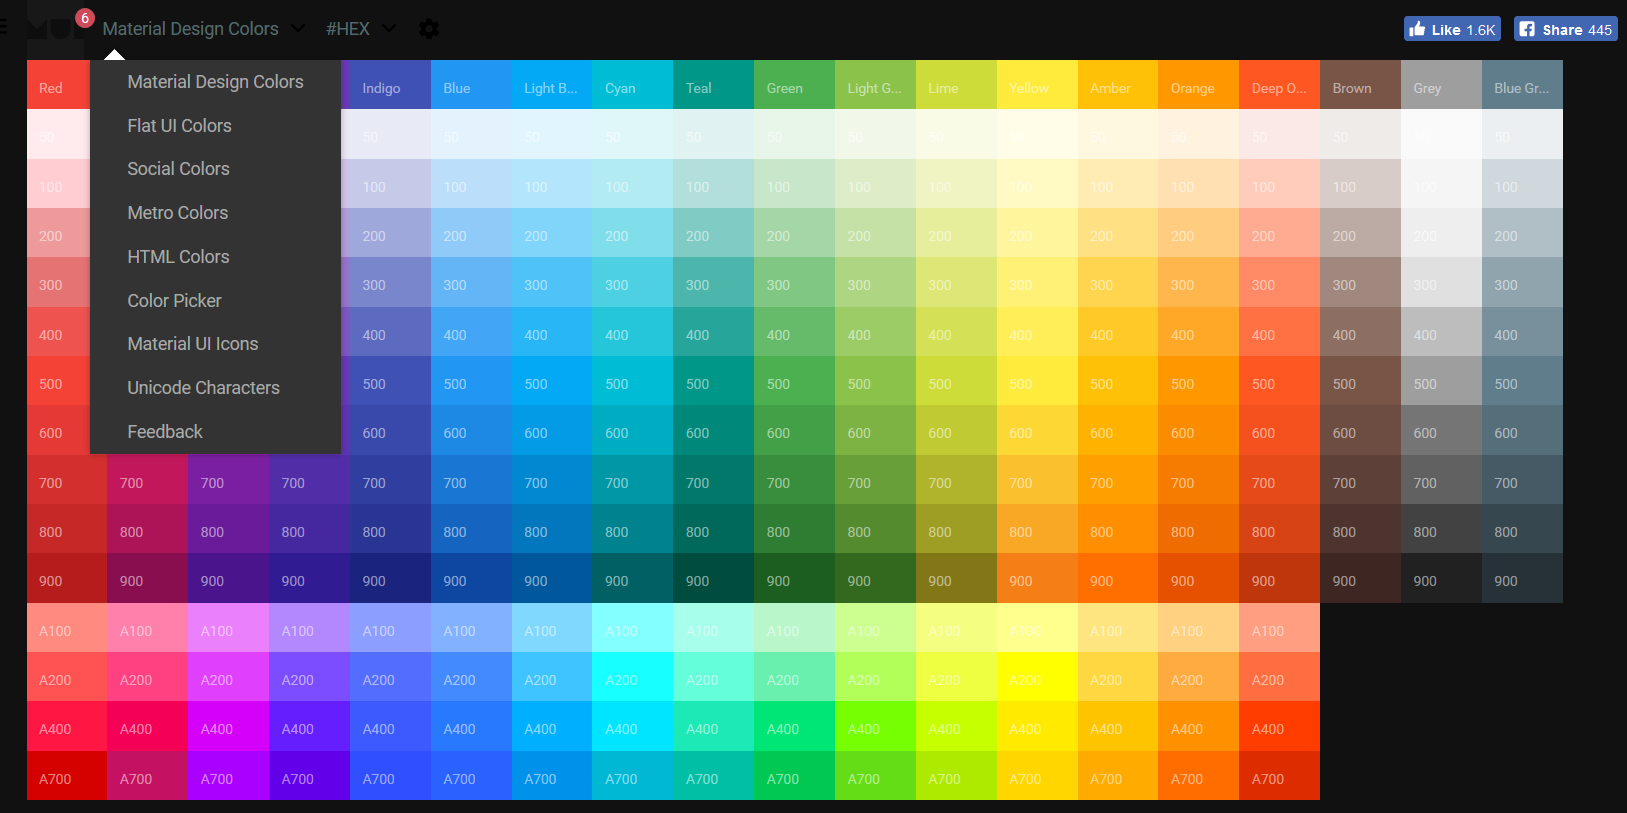 6 Material Design Colors #HEX Like 1.6K Share 445
Material Design Colors
Flat UI Colors
Social Colors
Metro Colors
HTML Colors
Color Picker
Material UI Icons
Unicode Characters
Feedback
Red Indigo Blue Light B... Cyan Teal Green Light G... Lime Yellow Amber Orange Deep O... Brown Grey Blue Gr...
50 50 50 50 50 50 50 50 50 50 50 50 50 50 50
100 100 100 100 100 100 100 100 100 100 100 100 100 100 100 100
200 200 200 200 200 200 200 200 200 200 200 200 200 200 200 200
300 300 300 300 300 300 300 300 300 300 300 300 300 300 300 300
400 400 400 400 400 400 400 400 400 400 400 400 400 400 400 400
500 500 500 500 500 500 500 500 500 500 500 500 500 500 500 500
600 600 600 600 600 600 600 600 600 600 600 600 600 600 600 600
700 700 700 700 700 700 700 700 700 700 700 700 700 700 700 700 700 700 700
800 800 800 800 800 800 800 800 800 800 800 800 800 800 800 800 800 800
900 900 900 900 900 900 900 900 900 900 900 900 900 900 900 900 900 900
A100 A100 A100 A100 A100 A100 A100 A100 A100 A100 A100 A100 A100 A100 A100 A100
A200 A200 A200 A200 A200 A200 A200 A200 A200 A200 A200 A200 A200 A200 A200 A200
A400 A400 A400 A400 A400 A400 A400 A400 A400 A400 A400 A400 A400 A400 A400 A400
A700 A700 A700 A700 A700 A700 A700 A700 A700 A700 A700 A700 A700 A700 A700 A700